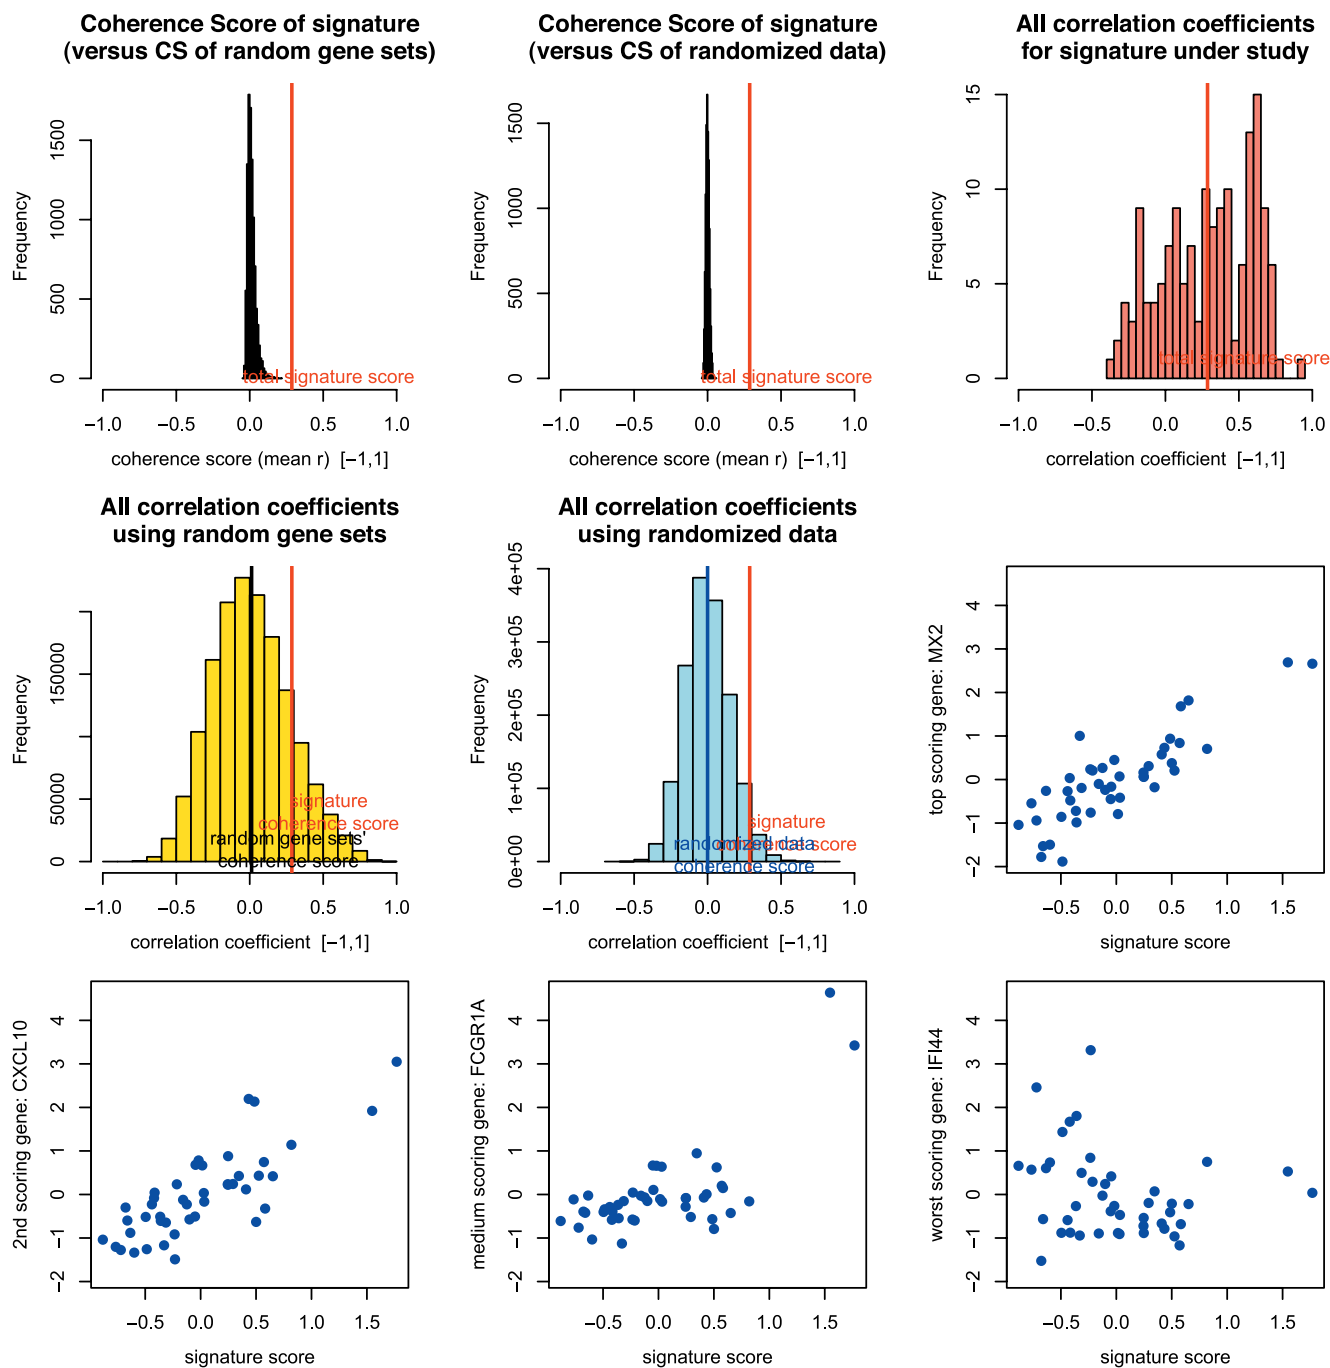 Coherence Score of signature
(versus CS of random gene sets)
Frequency
0 500 1000 1500
total signature score
−1.0 −0.5 0.0 0.5 1.0
coherence score (mean r) [−1,1]
Coherence Score of signature
(versus CS of randomized data)
Frequency
0 500 1000 1500
total signature score
−1.0 −0.5 0.0 0.5 1.0
coherence score (mean r) [−1,1]
All correlation coefficients
for signature under study
Frequency
0 5 10 15
total signature score
−1.0 −0.5 0.0 0.5 1.0
correlation coefficient [−1,1]
All correlation coefficients
using random gene sets
Frequency
0 50000 150000
signature
coherence score
random gene sets'
coherence score
−1.0 −0.5 0.0 0.5 1.0
correlation coefficient [−1,1]
All correlation coefficients
using randomized data
Frequency
0e+00 1e+05 2e+05 3e+05 4e+05
signature
coherence score
randomized data
coherence score
−1.0 −0.5 0.0 0.5 1.0
correlation coefficient [−1,1]
top scoring gene: MX2
−2 −1 0 1 2 3 4
−0.5 0.0 0.5 1.0 1.5
signature score
2nd scoring gene: CXCL10
−2 −1 0 1 2 3 4
−0.5 0.0 0.5 1.0 1.5
signature score
medium scoring gene: FCGR1A
−2 −1 0 1 2 3 4
−0.5 0.0 0.5 1.0 1.5
signature score
worst scoring gene: IFI44
−2 −1 0 1 2 3 4
−0.5 0.0 0.5 1.0 1.5
signature score